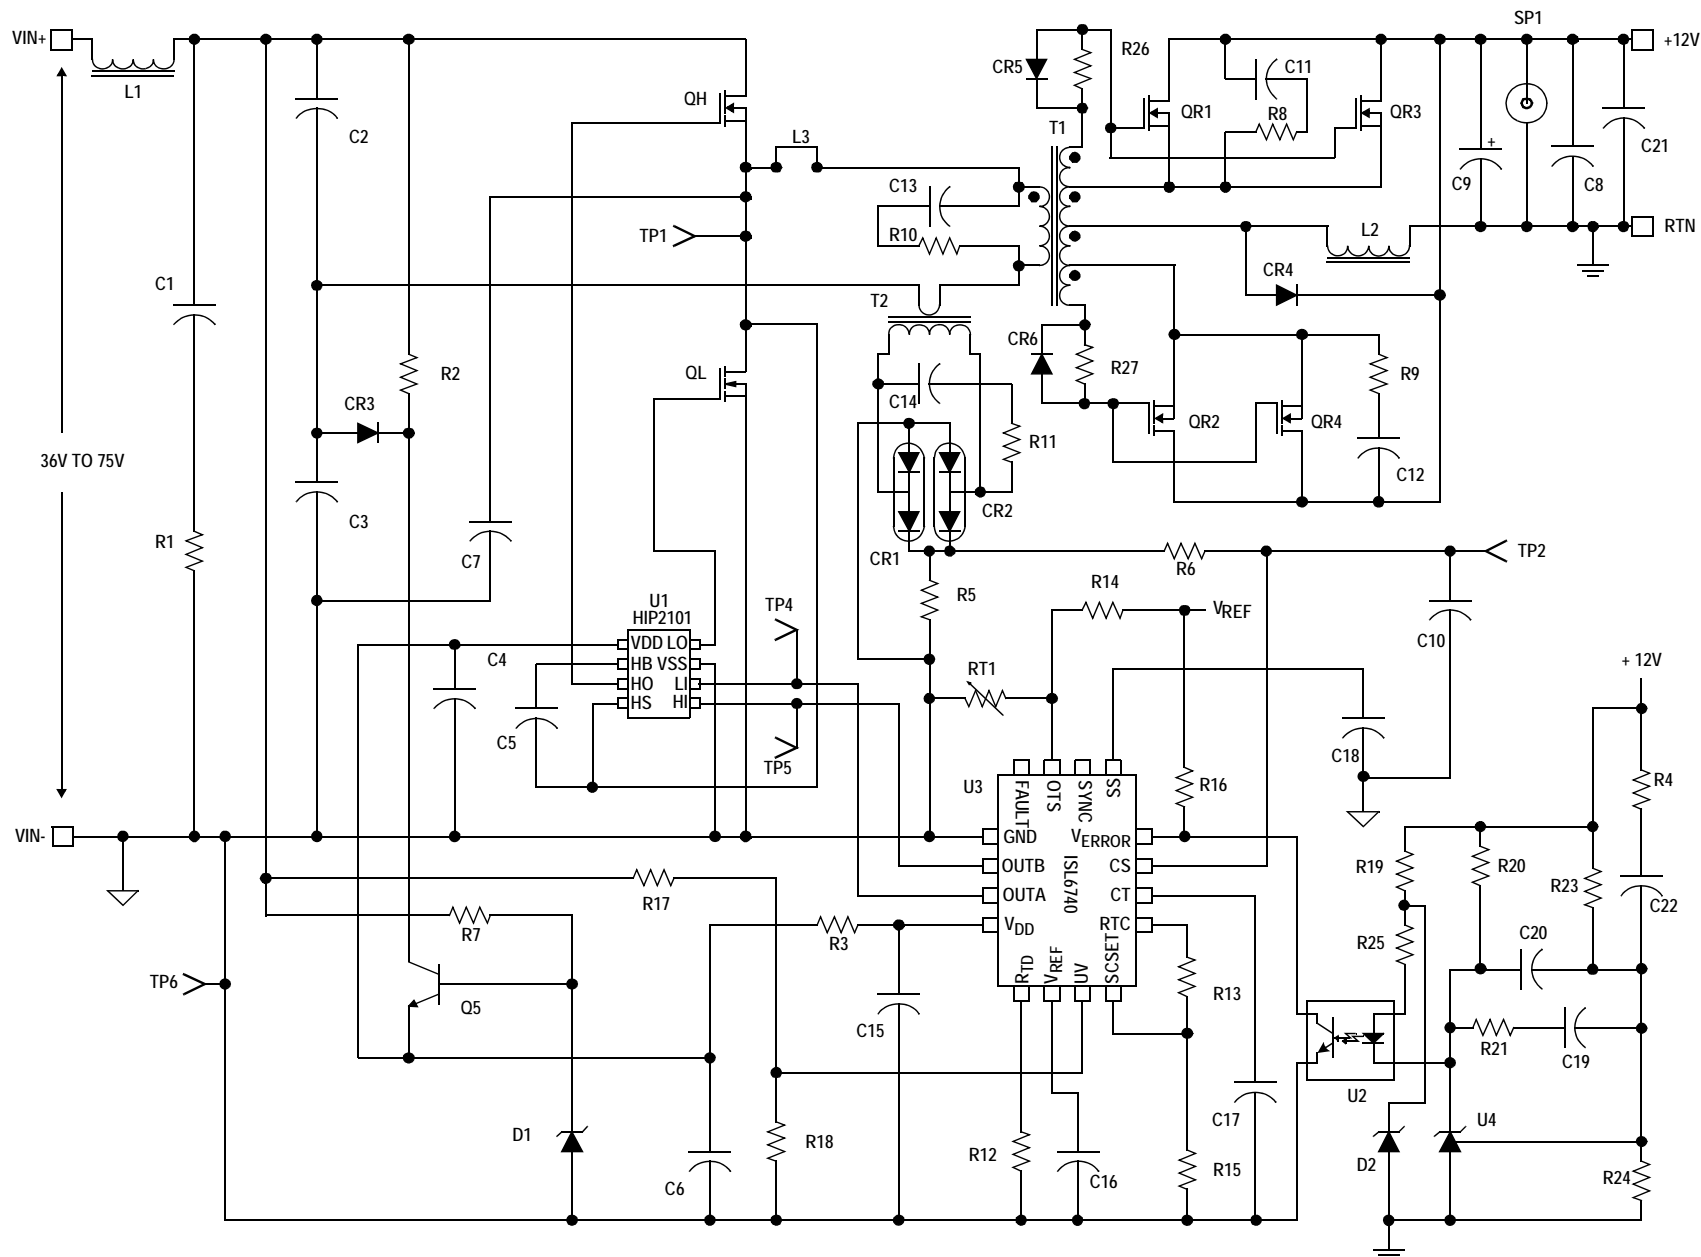 SP1
VIN+
+12V
R26
CR5
C11
L1
QH
QR1
R8
QR3
C2
T1
L3
C21
+
C9
C8
C13
TP1
R10
L2
RTN
CR4
C1
T2
CR6
R2
QL
R27
R9
CR3
C14
QR2
QR4
R11
36V TO 75V
C12
CR2
C3
R1
C7
CR1
TP2
R6
R14
U1
TP4
R5
VREF
HIP2101
C10
VDD LO
C4
HB VSS
+ 12V
RT1
HO LI
HS HI
C5
C18
TP5
U3
R16
R4
FAULT
OTS
SYNC
SS
VIN-
GND
VERROR
R19
R20
OUTB
CS
R23
ISL6740
R17
OUTA
CT
C22
R7
R3
VDD
RTC
R25
C20
RTD
VREF
UV
SCSET
TP6
R13
Q5
C15
R21
C19
U2
C17
U4
D1
R18
R12
D2
C6
C16
R15
R24